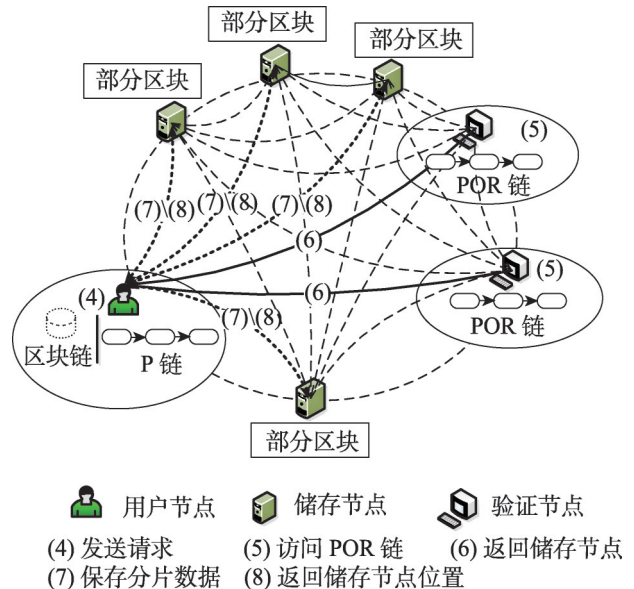 部分区块
部分区块
部分区块
(5)
POR 链
(7)\(8)
(7)\(8)
(7)\(8)
(6)
(5)
(4)
(6)
POR 链
(7)\(8)
区块链
P 链
部分区块
用户节点 储存节点 验证节点
(4) 发送请求 (5) 访问 POR 链 (6) 返回储存节点
(7) 保存分片数据 (8) 返回储存节点位置